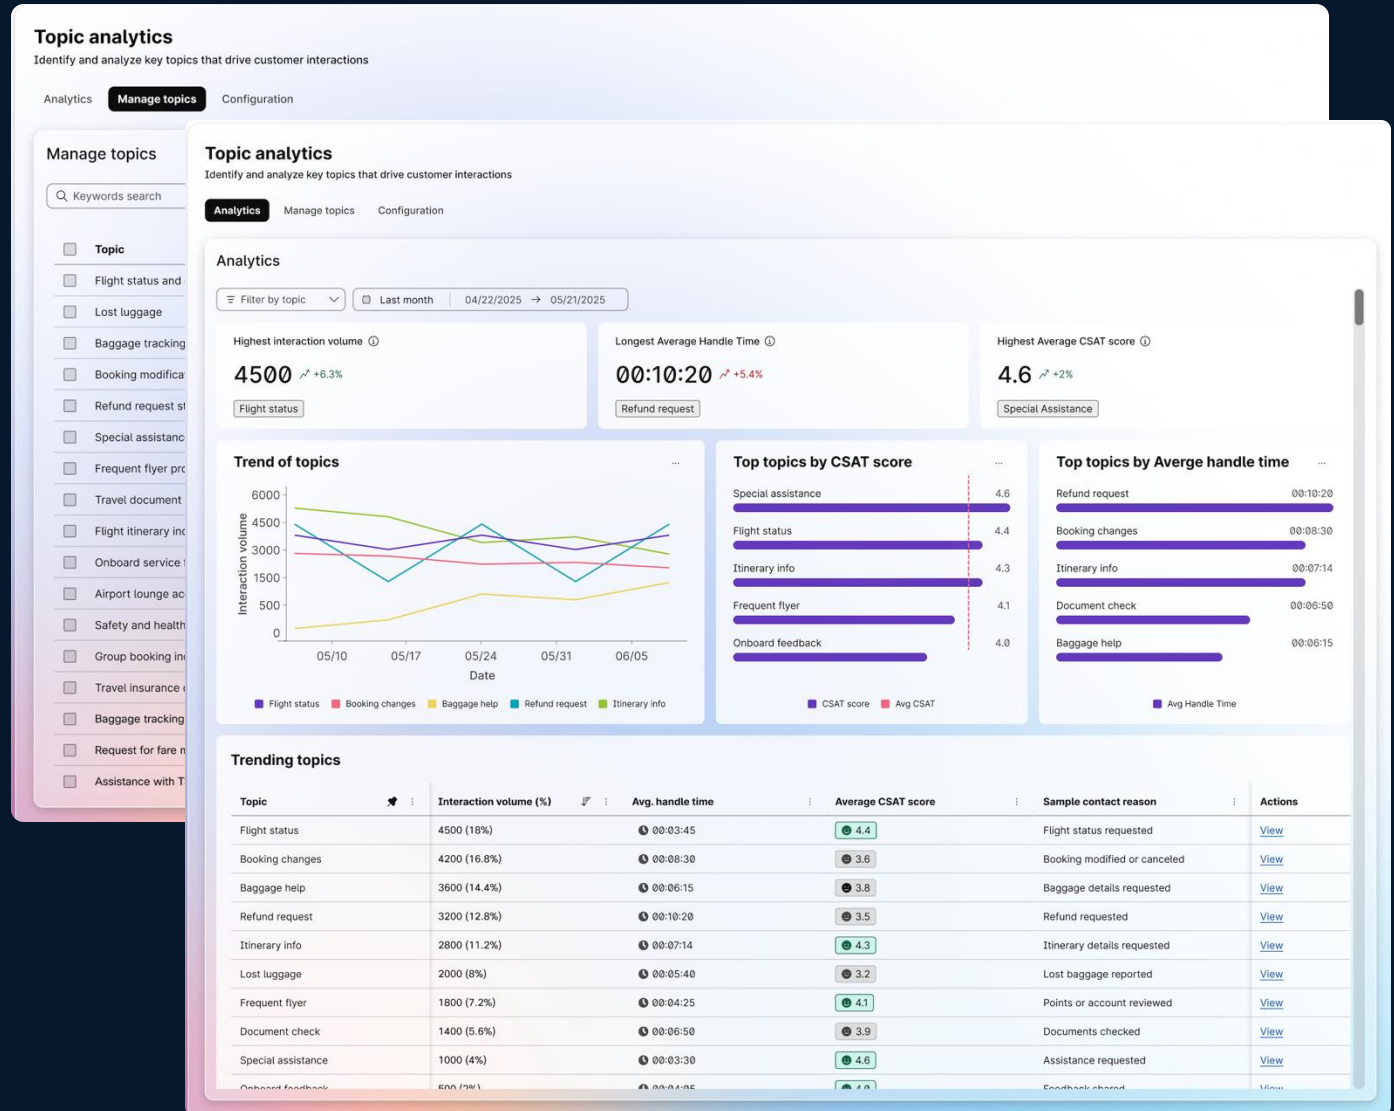 Topic analytics
Identify and analyze key topics that drive customer interactions
Analytics Manage topics Configuration
Manage topics
Keywords search
Topic
Flight status and
Lost luggage
Baggage tracking
Booking modifica
Refund request st
Special assistanc
Frequent flyer pro
Travel document
Flight itinerary inc
Onboard service
Airport lounge ac
Safety and health
Group booking in
Travel insurance
Baggage tracking
Request for fare
Assistance with T
Topic analytics
Identify and analyze key topics that drive customer interactions
Analytics Manage topics Configuration
Analytics
Filter by topic Last month 04/22/2025 → 05/21/2025
Highest interaction volume
4500 +6.3%
Flight status
Longest Average Handle Time
00:10:20 +5.4%
Refund request
Highest Average CSAT score
4.6 +2%
Special Assistance
Trend of topics ...
Interaction volume
6000
4500
3000
1500
500
0
05/10 05/17 05/24 05/31 06/05
Date
Flight status Booking changes Baggage help Refund request Itinerary info
Top topics by CSAT score ...
Special assistance 4.6
Flight status 4.4
Itinerary info 4.3
Frequent flyer 4.1
Onboard feedback 4.0
CSAT score Avg CSAT
Top topics by Averge handle time ...
Refund request 00:10:20
Booking changes 00:08:30
Itinerary info 00:07:14
Document check 00:06:50
Baggage help 00:06:15
Avg Handle Time
Trending topics
Topic Interaction volume (%) Avg. handle time Average CSAT score Sample contact reason Actions
Flight status 4500 (18%) 00:03:45 4.4 Flight status requested View
Booking changes 4200 (16.8%) 00:08:30 3.6 Booking modified or canceled View
Baggage help 3600 (14.4%) 00:06:15 3.8 Baggage details requested View
Refund request 3200 (12.8%) 00:10:20 3.5 Refund requested View
Itinerary info 2800 (11.2%) 00:07:14 4.3 Itinerary details requested View
Lost luggage 2000 (8%) 00:05:40 3.2 Lost baggage reported View
Frequent flyer 1800 (7.2%) 00:04:25 4.1 Points or account reviewed View
Document check 1400 (5.6%) 00:06:50 3.9 Documents checked View
Special assistance 1000 (4%) 00:03:30 4.6 Assistance requested View
Onboard feedback 500 (2%) 00:04:05 4.0 Feedback shared View